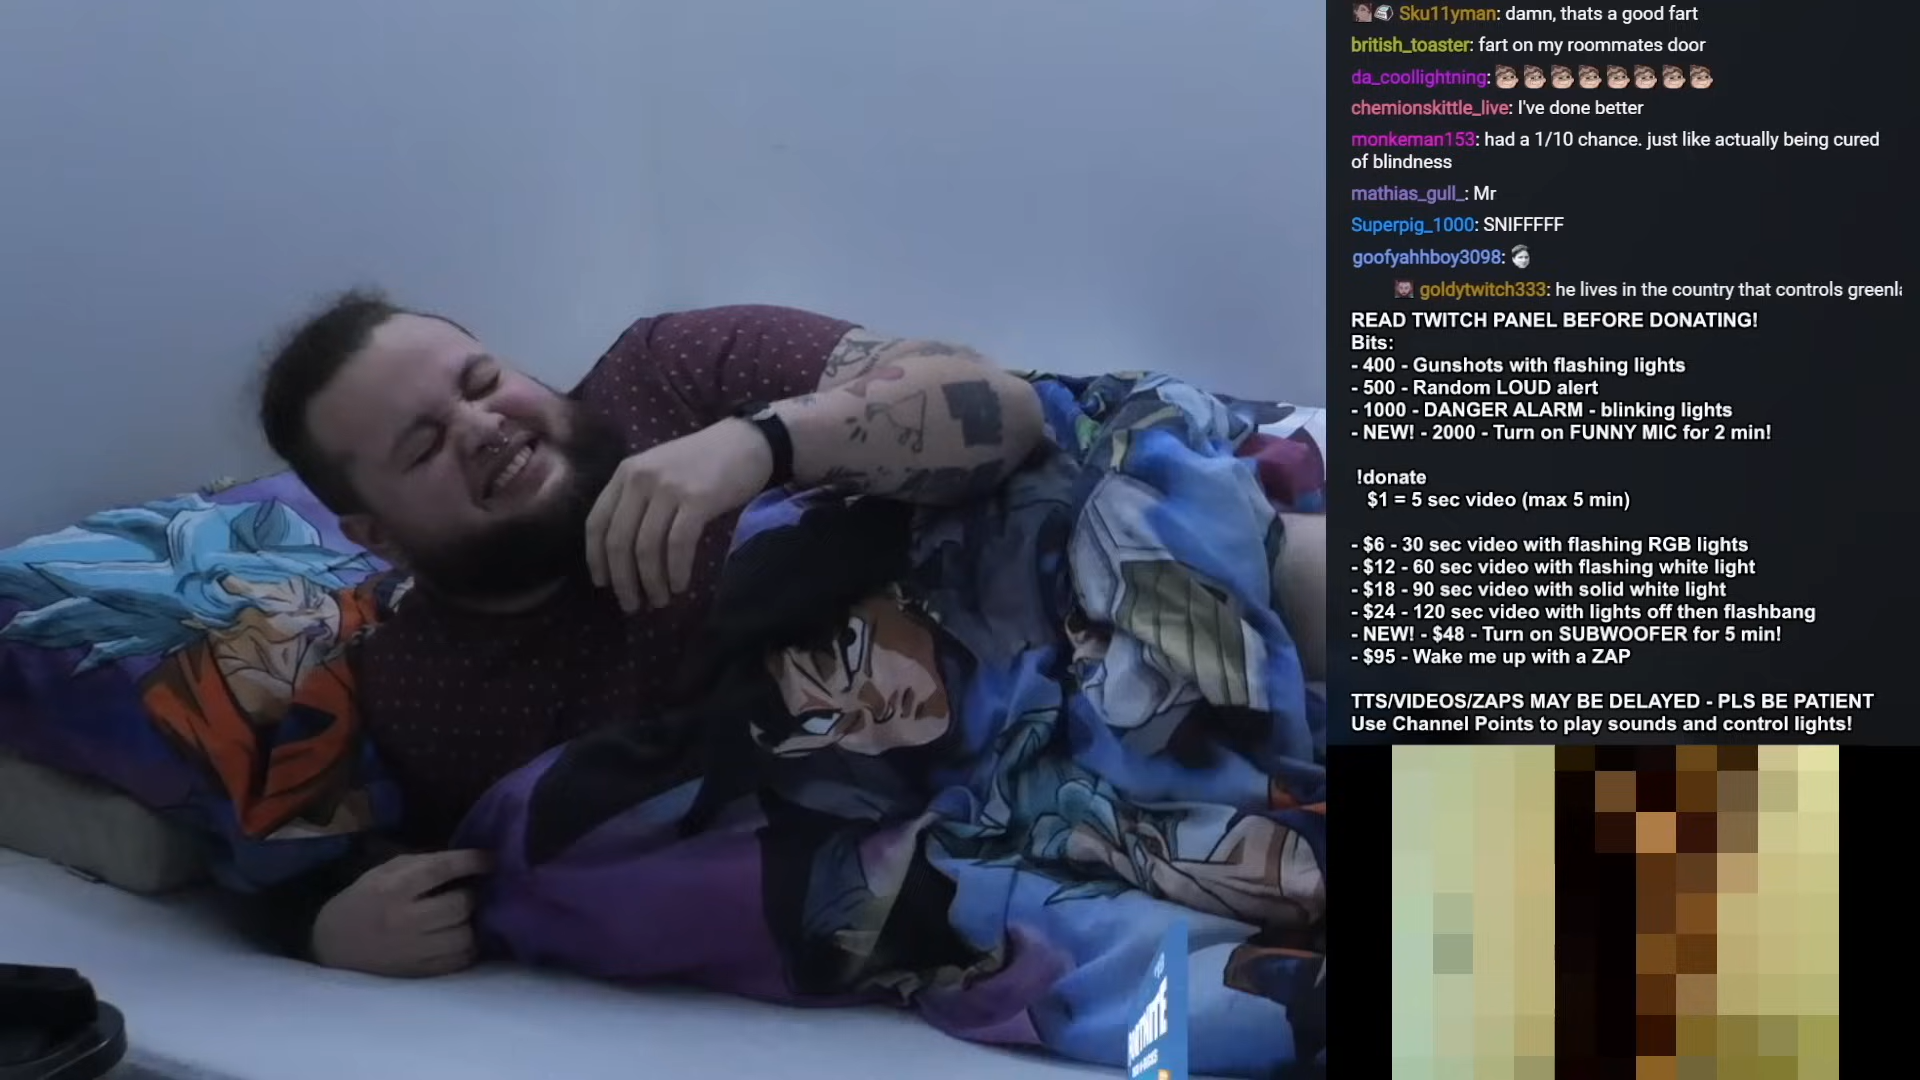 Sku11yman: damn, thats a good fart
british_toaster: fart on my roommates door
da_coollightning:
chemionskittle_live: I've done better
monkeman153: had a 1/10 chance. just like actually being cured
of blindness
mathias_gull_: Mr
Superpig_1000: SNIFFFFF
goofyahhboy3098:
goldytwitch333: he lives in the country that controls greenl
READ TWITCH PANEL BEFORE DONATING!
Bits:
- 400 - Gunshots with flashing lights
- 500 - Random LOUD alert
- 1000 - DANGER ALARM - blinking lights
- NEW! - 2000 - Turn on FUNNY MIC for 2 min!
!donate
$1 = 5 sec video (max 5 min)
- $6 - 30 sec video with flashing RGB lights
- $12 - 60 sec video with flashing white light
- $18 - 90 sec video with solid white light
- $24 - 120 sec video with lights off then flashbang
- NEW! - $48 - Turn on SUBWOOFER for 5 min!
- $95 - Wake me up with a ZAP
TTS/VIDEOS/ZAPS MAY BE DELAYED - PLS BE PATIENT
Use Channel Points to play sounds and control lights!
FORTNITE